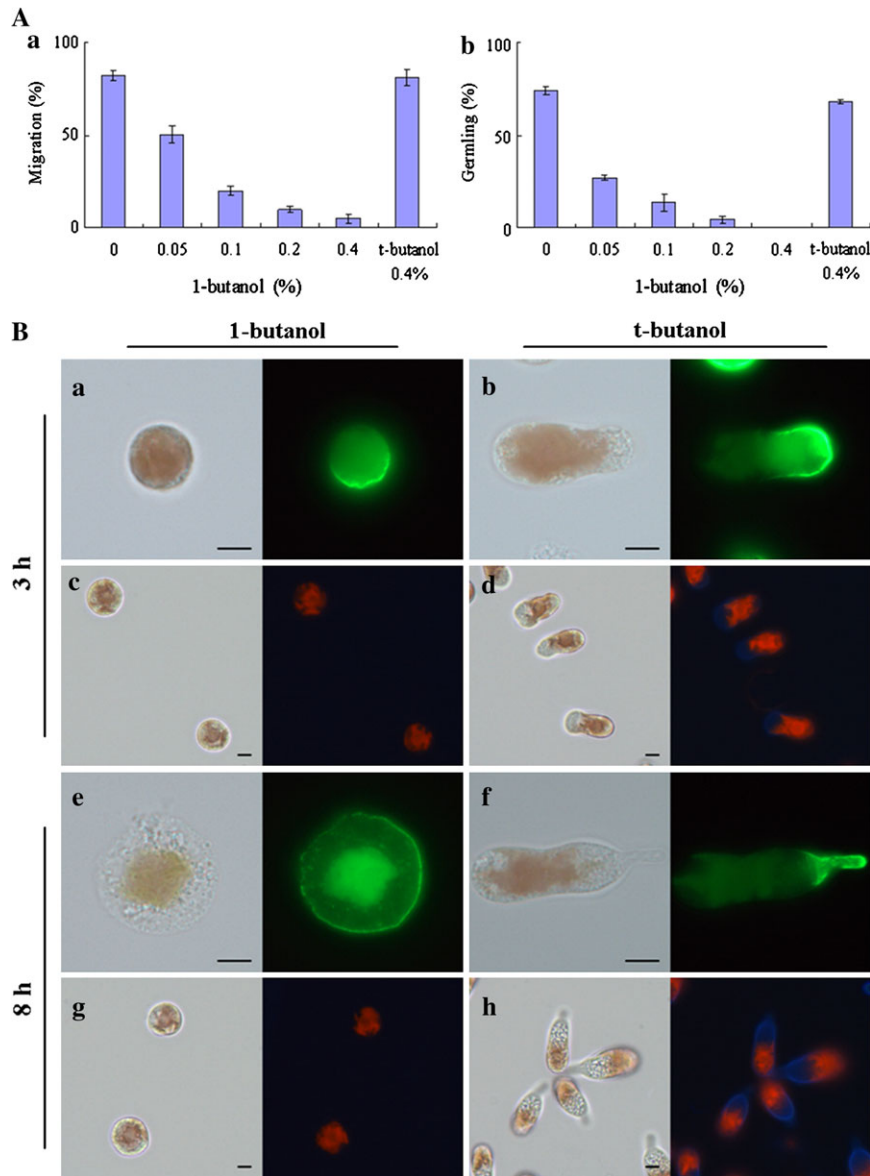 A
a
b
100
50
0
Migration (%)
0 0.05 0.1 0.2 0.4 t-butanol
0.4%
1-butanol (%)
100
50
0
Germling (%)
0 0.05 0.1 0.2 0.4 t-butanol
0.4%
1-butanol (%)
B
1-butanol t-butanol
3 h
a
b
c
d
8 h
e
f
g
h